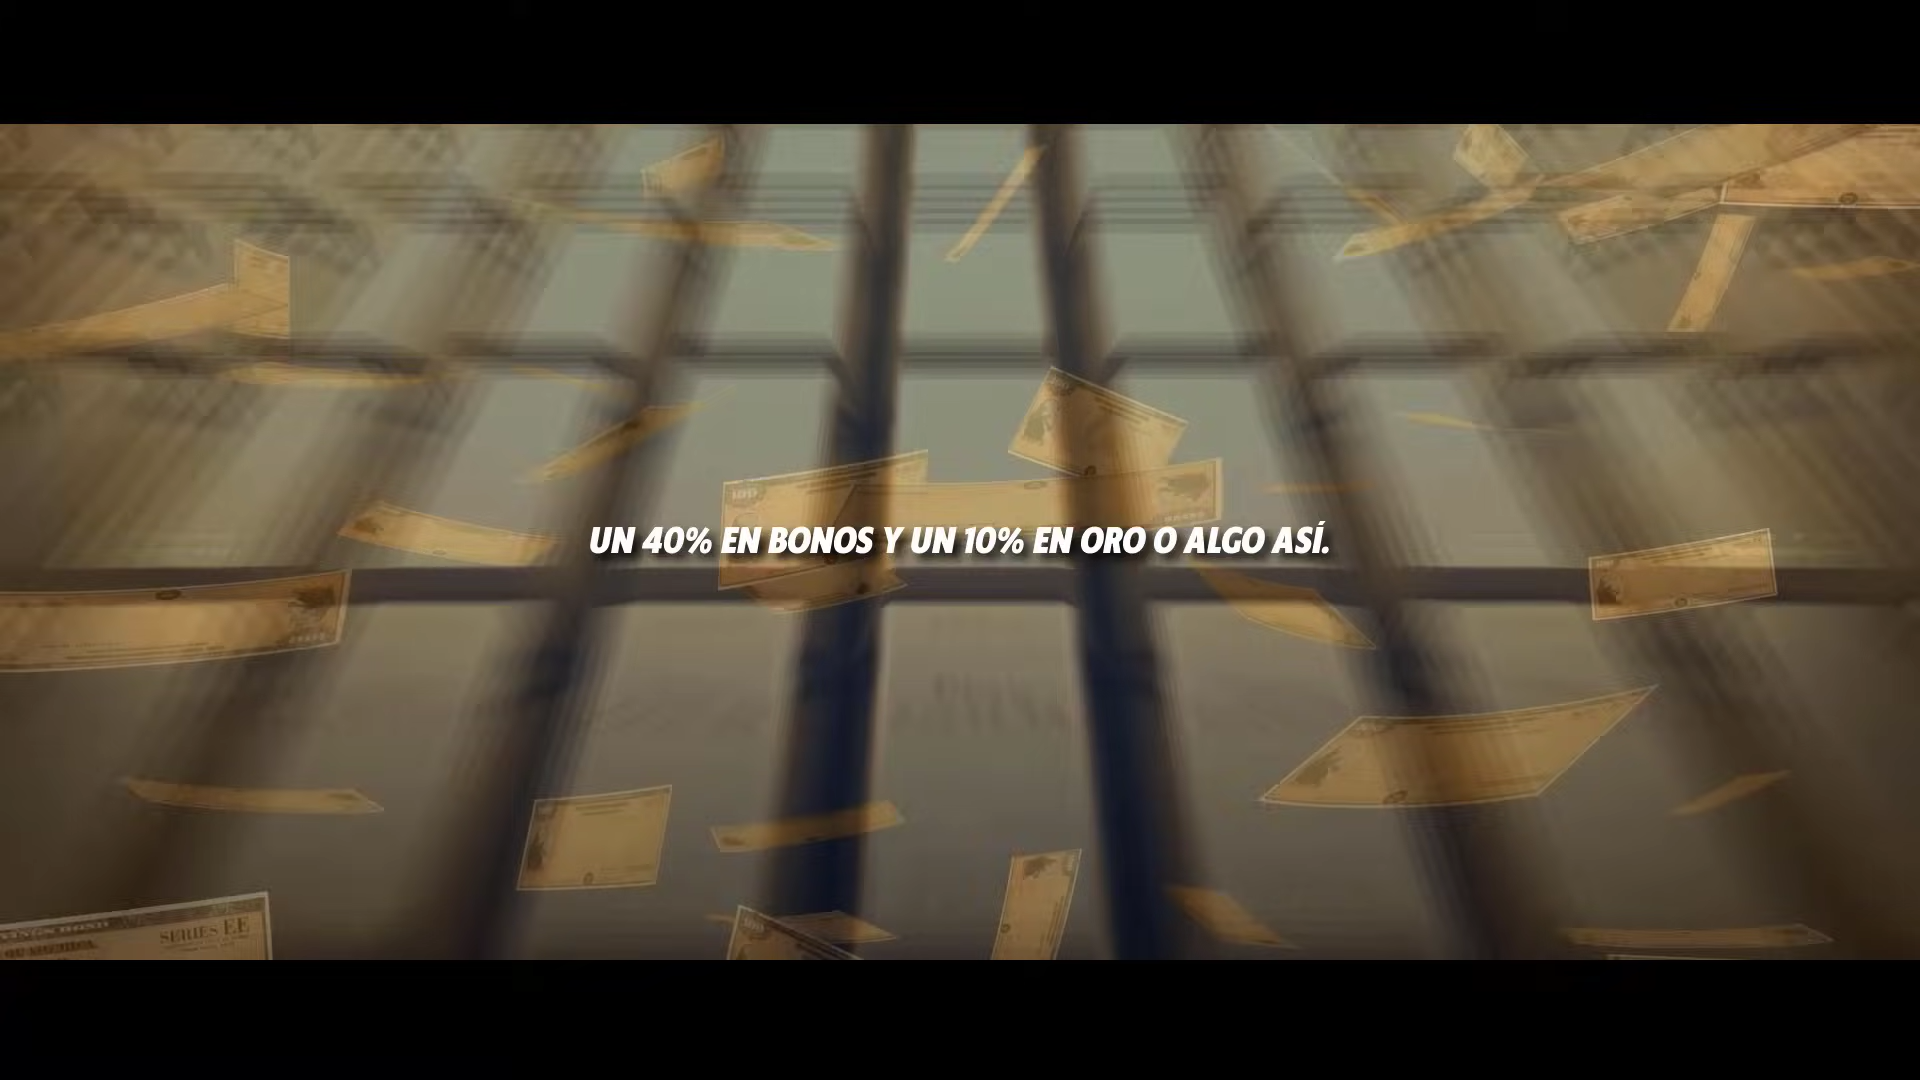 UN 40% EN BONOS Y UN 10% EN ORO O ALGO ASÍ.
SERIES EE